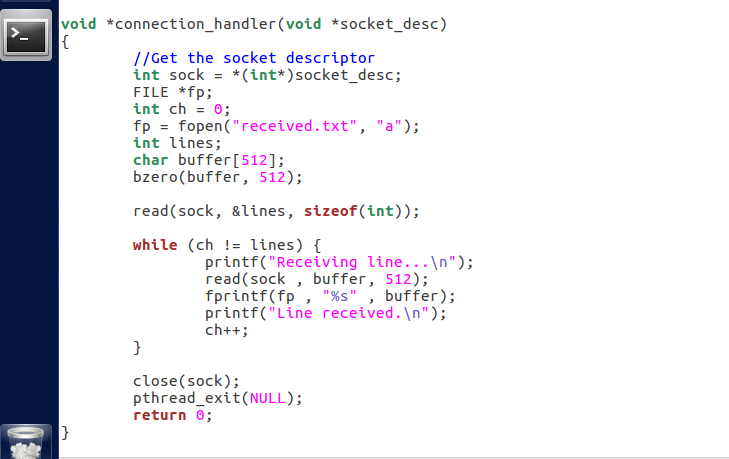 void *connection_handler(void *socket_desc)
{
        //Get the socket descriptor
        int sock = *(int*)socket_desc;
        FILE *fp;
        int ch = 0;
        fp = fopen("received.txt", "a");
        int lines;
        char buffer[512];
        bzero(buffer, 512);

        read(sock, &lines, sizeof(int));

        while (ch != lines) {
                printf("Receiving line...\n");
                read(sock , buffer, 512);
                fprintf(fp , "%s" , buffer);
                printf("Line received.\n");
                ch++;
        }

        close(sock);
        pthread_exit(NULL);
        return 0;
}